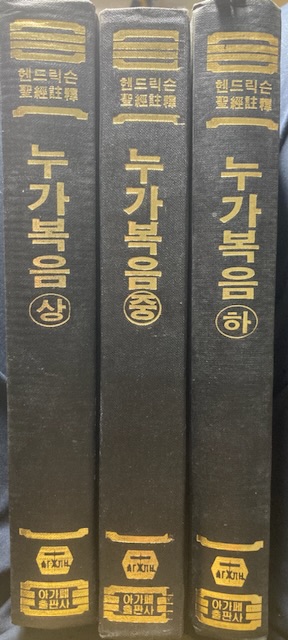 헨드릭슨
聖經註釋
누가복음
상
아가페
출판사
헨드릭슨
聖經註釋
누가복음
중
아가페
출판사
헨드릭슨
聖經註釋
누가복음
하
아가페
출판사